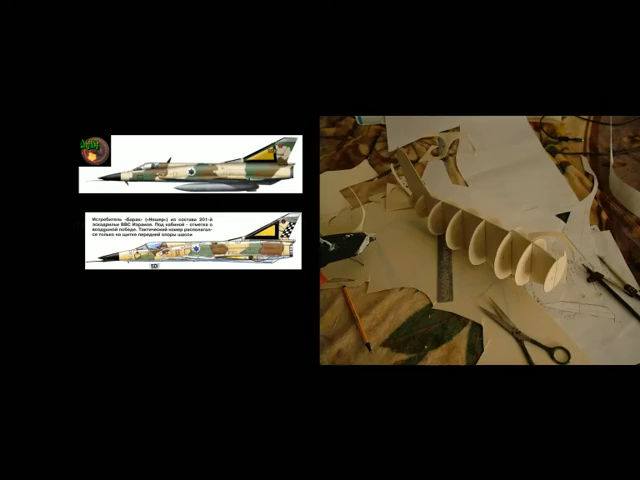 Истребитель «Барак» («Нешер») из состава 201-й
эскадрильи ВВС Израиля. Под кабиной - отметка о
воздушной победе. Тактический номер располагал-
ся только на щитке передней опоры шасси